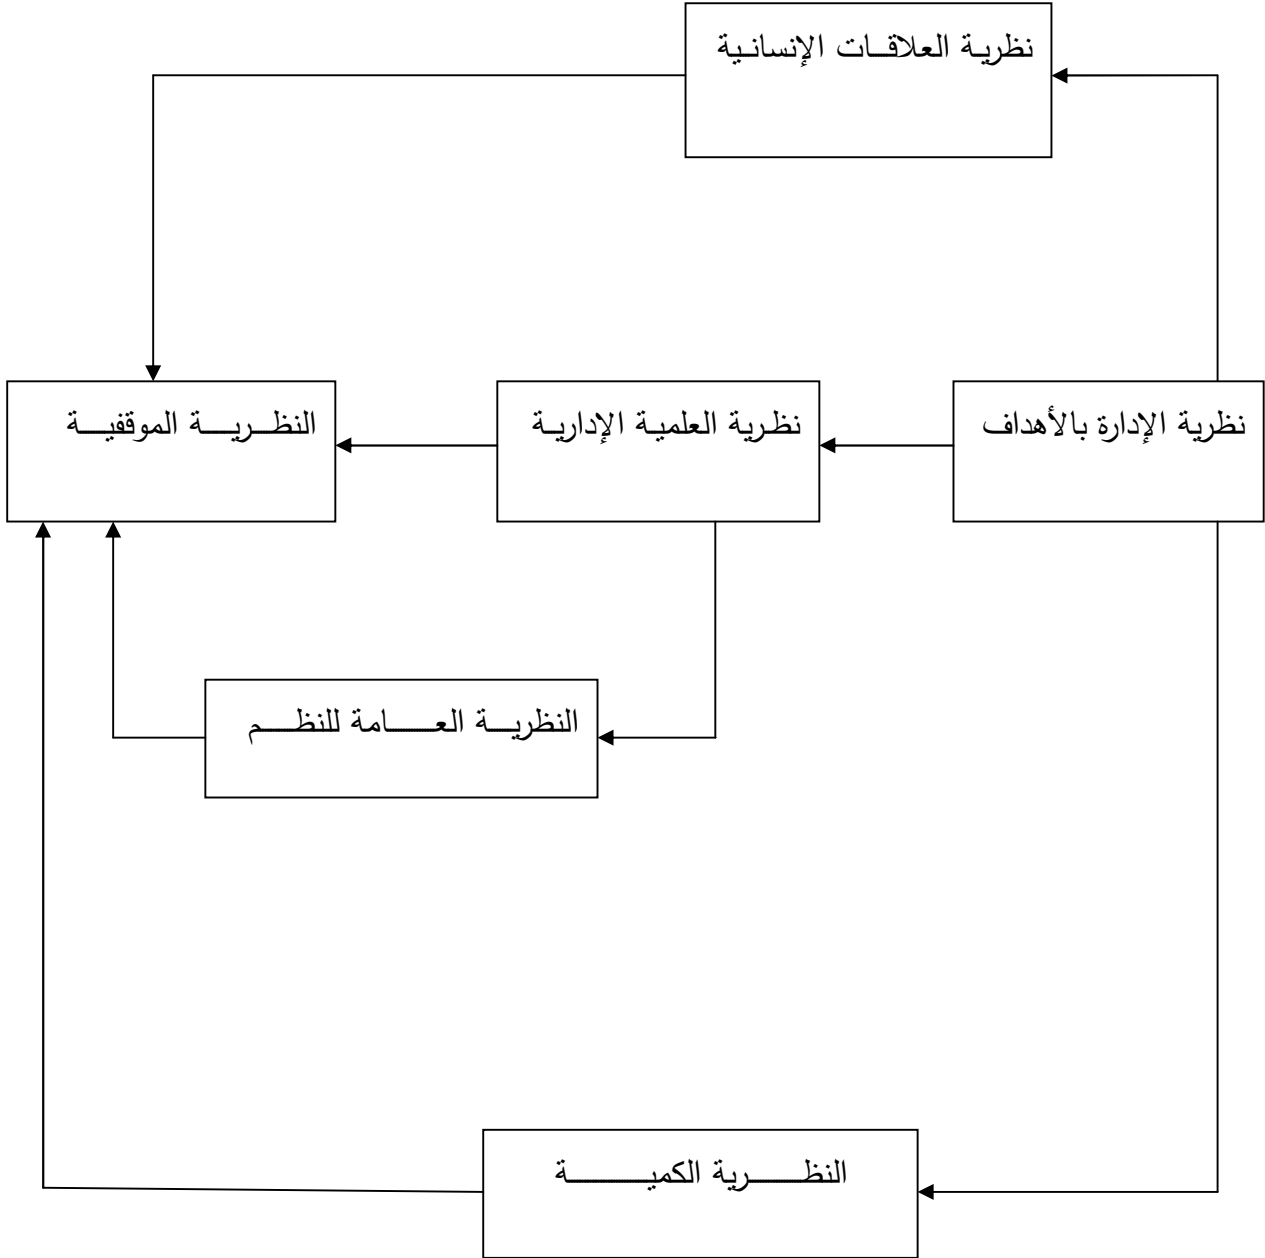 نظرية العلاقات الإنسانية
نظرية الإدارة بالأهداف
نظرية العلمية الإدارية
النظرية الموقفية
النظرية العامة للنظم
النظرية الكمية